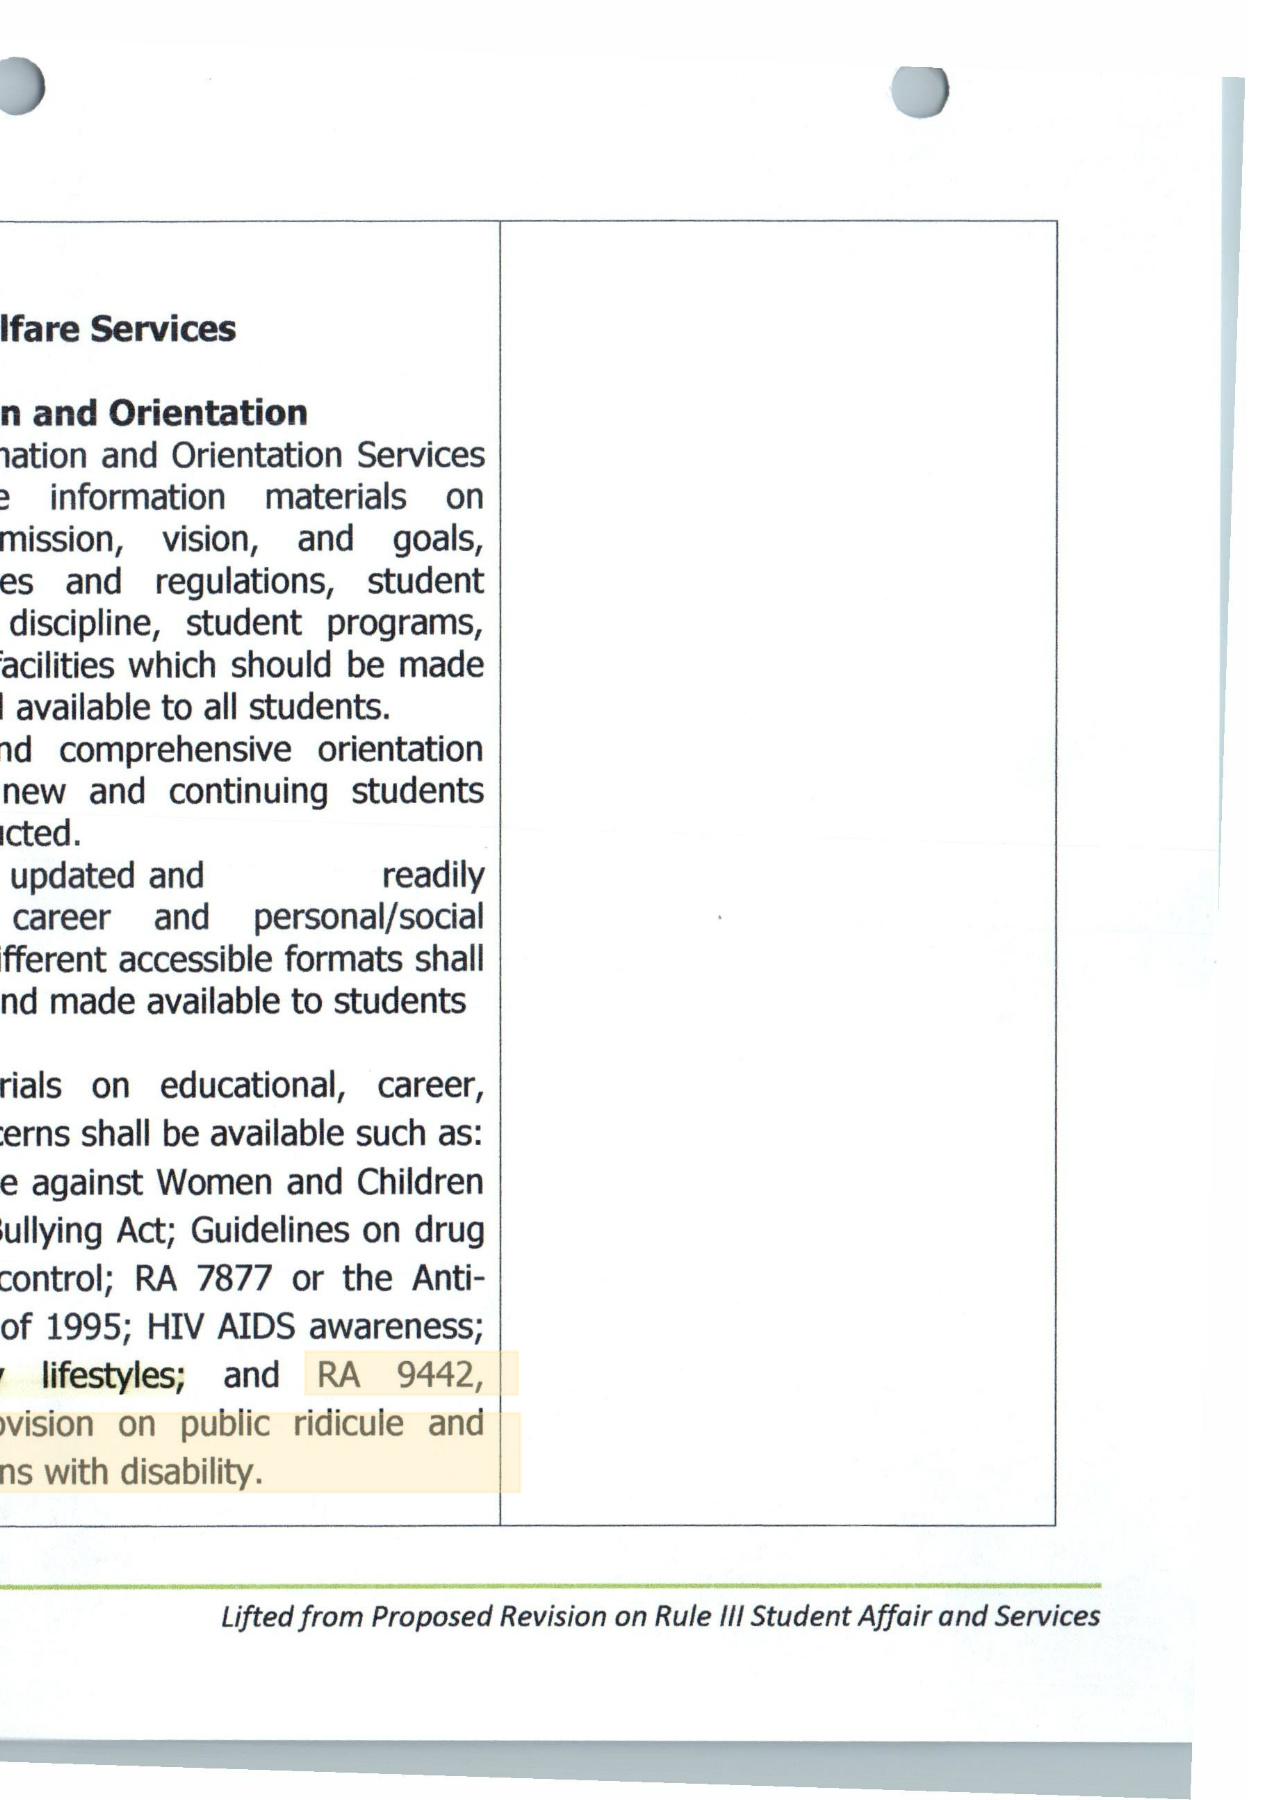 lfare Services
n and Orientation
nation and Orientation Services
e information materials on
mission, vision, and goals,
es and regulations, student
discipline, student programs,
facilities which should be made
available to all students.
nd comprehensive orientation
new and continuing students
ucted.
updated and readily
career and personal/social
ifferent accessible formats shall
nd made available to students
rials on educational, career,
cerns shall be available such as:
e against Women and Children
Bullying Act; Guidelines on drug
control; RA 7877 or the Anti-
of 1995; HIV AIDS awareness;
y lifestyles; and RA 9442,
ovision on public ridicule and
ns with disability.
Lifted from Proposed Revision on Rule III Student Affair and Services